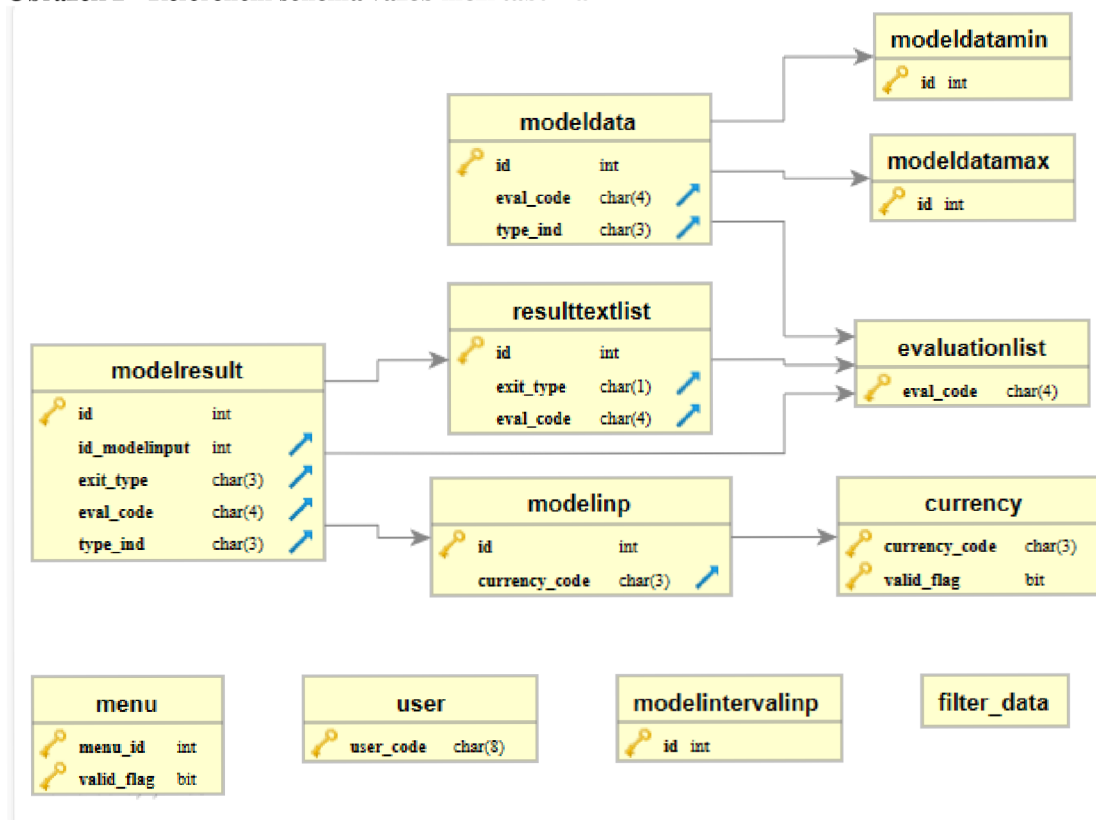 modeldatamin
id int
modeldata
id int
eval_code char(4)
type_ind char(3)
modeldatamax
id int
resulttextlist
id int
exit_type char(1)
eval_code char(4)
evaluationlist
eval_code char(4)
modelresult
id int
id_modelinput int
exit_type char(3)
eval_code char(4)
type_ind char(3)
modelinp
id int
currency_code char(3)
currency
currency_code char(3)
valid_flag bit
menu
menu_id int
valid_flag bit
user
user_code char(8)
modelintervalinp
id int
filter_data